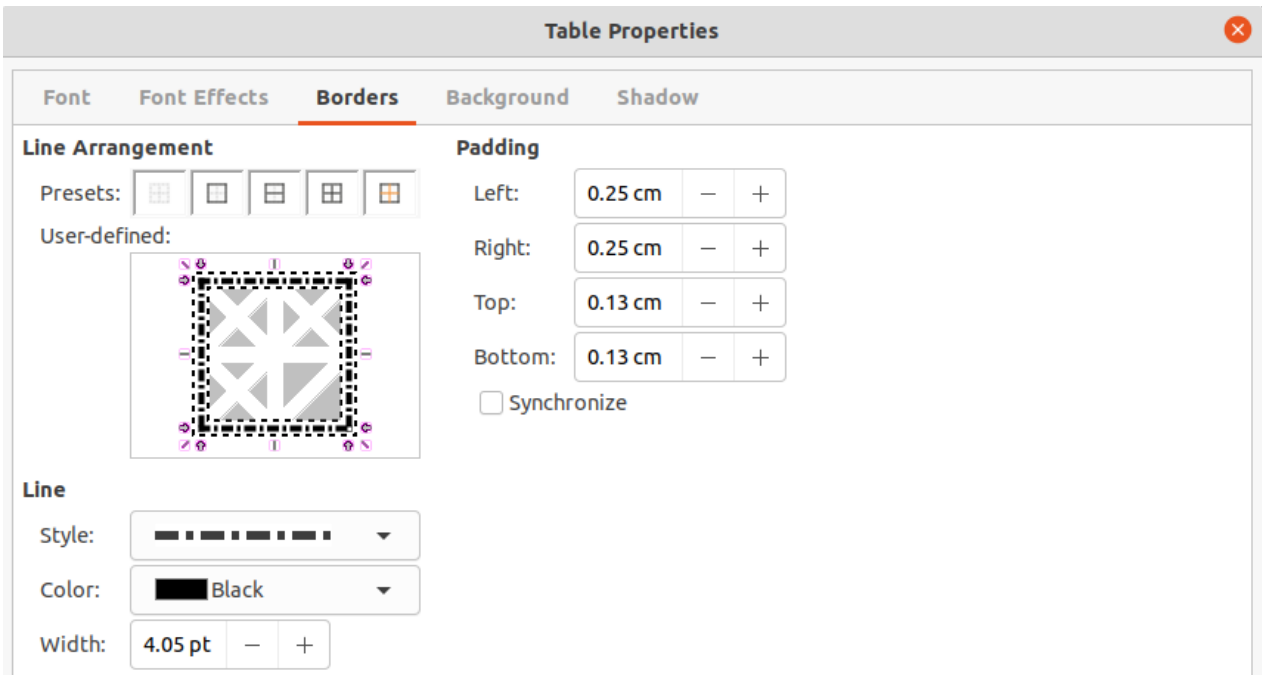 Table Properties
Font Font Effects Borders Background Shadow
Line Arrangement
Presets:
User-defined:
Padding
Left: 0.25 cm
Right: 0.25 cm
Top: 0.13 cm
Bottom: 0.13 cm
Synchronize
Line
Style:
Color: Black
Width: 4.05 pt